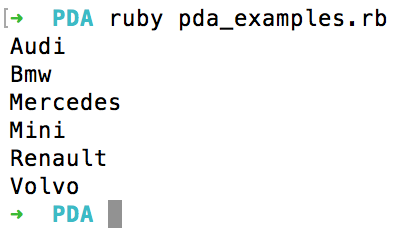 [➜ PDA ruby pda_examples.rb
Audi
Bmw
Mercedes
Mini
Renault
Volvo
➜ PDA